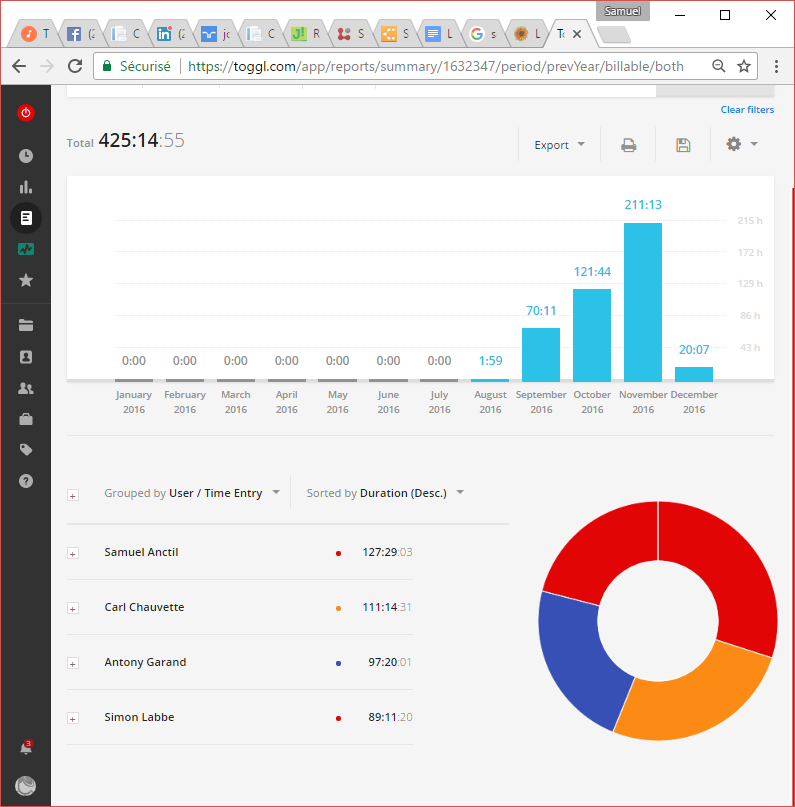 Samuel
T (2 C (2 jc C J! R S S L s L To
Sécurisé https://toggl.com/app/reports/summary/1632347/period/prevYear/billable/both
Clear filters
Total 425:14:55
Export
211:13
215 h
172 h
121:44
129 h
70:11
86 h
20:07
43 h
0:00 0:00 0:00 0:00 0:00 0:00 0:00 1:59
January February March April May June July August September October November December
2016 2016 2016 2016 2016 2016 2016 2016 2016 2016 2016 2016
+ Grouped by User / Time Entry Sorted by Duration (Desc.)
+ Samuel Anctil 127:29:03
+ Carl Chauvette 111:14:31
+ Antony Garand 97:20:01
+ Simon Labbe 89:11:20
3